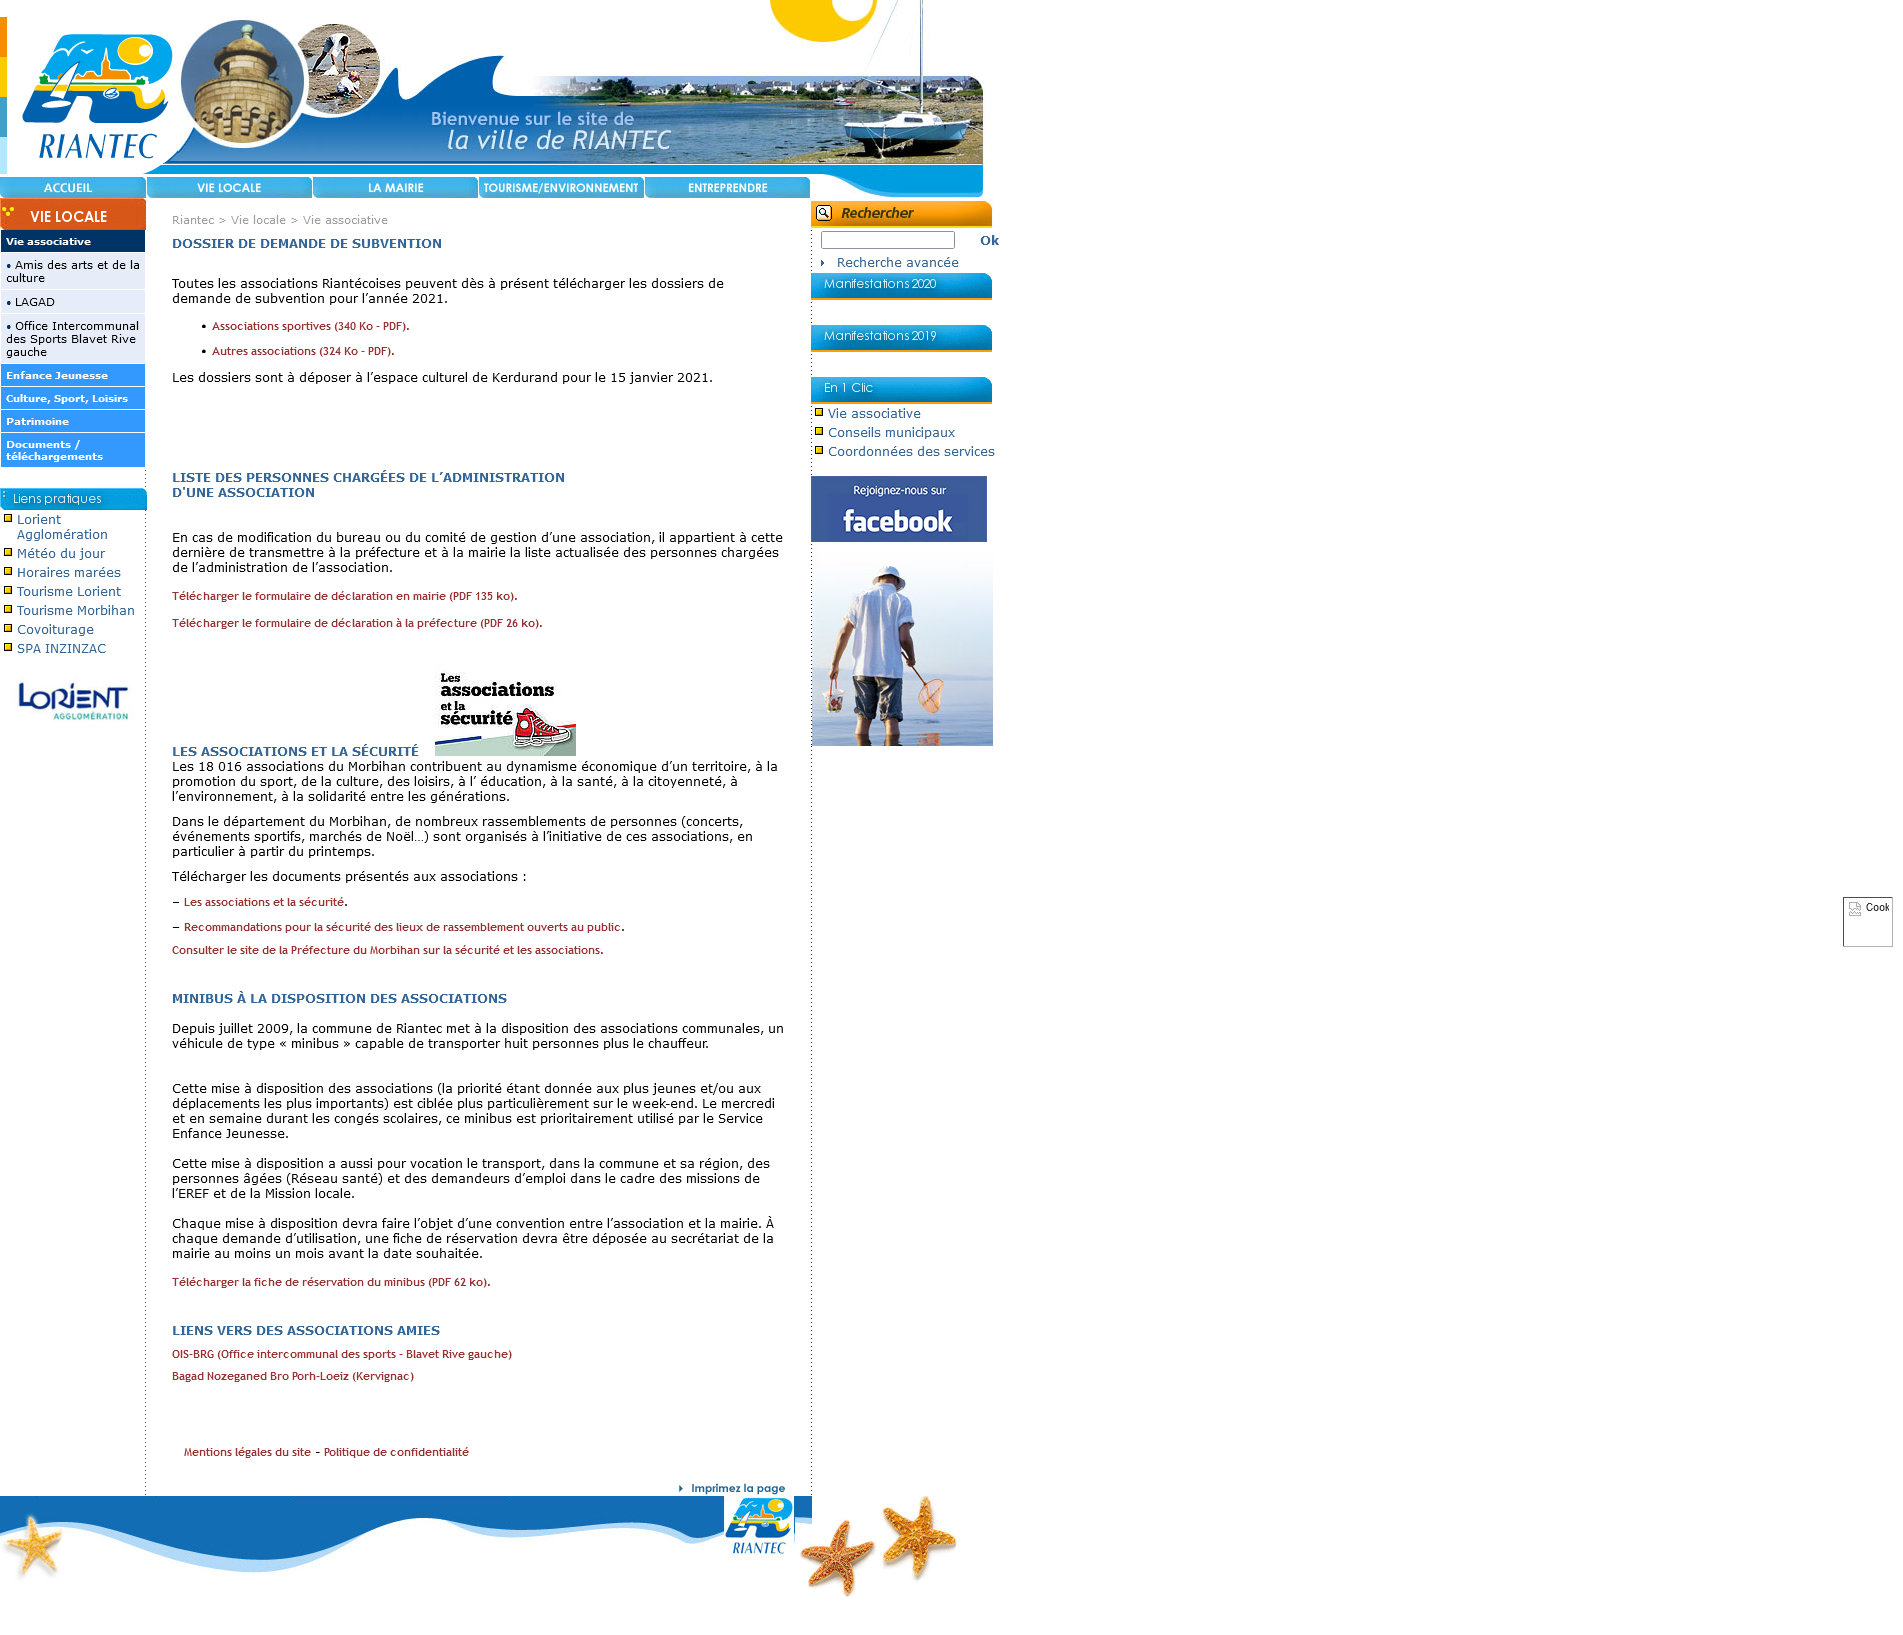 RIANTEC
Bienvenue sur le site de
la ville de RIANTEC
ACCUEIL
VIE LOCALE
LA MAIRIE
TOURISME/ENVIRONNEMENT
ENTREPRENDRE
VIE LOCALE
Vie associative
• Amis des arts et de la
culture
• LAGAD
• Office Intercommunal
des Sports Blavet Rive
gauche
Enfance Jeunesse
Culture, Sport, Loisirs
Patrimoine
Documents /
téléchargements
Liens pratiques
Lorient
Agglomération
Météo du jour
Horaires marées
Tourisme Lorient
Tourisme Morbihan
Covoiturage
SPA INZINZAC
LORIENT
AGGLOMÉRATION
Riantec > Vie locale > Vie associative
DOSSIER DE DEMANDE DE SUBVENTION
Toutes les associations Riantécoises peuvent dès à présent télécharger les dossiers de
demande de subvention pour l’année 2021.
• Associations sportives (340 Ko - PDF).
• Autres associations (324 Ko - PDF).
Les dossiers sont à déposer à l’espace culturel de Kerdurand pour le 15 janvier 2021.
LISTE DES PERSONNES CHARGÉES DE L’ADMINISTRATION
D'UNE ASSOCIATION
En cas de modification du bureau ou du comité de gestion d’une association, il appartient à cette
dernière de transmettre à la préfecture et à la mairie la liste actualisée des personnes chargées
de l’administration de l’association.
Télécharger le formulaire de déclaration en mairie (PDF 135 ko).
Télécharger le formulaire de déclaration à la préfecture (PDF 26 ko).
Les
associations
et la
sécurité
LES ASSOCIATIONS ET LA SÉCURITÉ
Les 18 016 associations du Morbihan contribuent au dynamisme économique d’un territoire, à la
promotion du sport, de la culture, des loisirs, à l’ éducation, à la santé, à la citoyenneté, à
l’environnement, à la solidarité entre les générations.
Dans le département du Morbihan, de nombreux rassemblements de personnes (concerts,
événements sportifs, marchés de Noël…) sont organisés à l’initiative de ces associations, en
particulier à partir du printemps.
Télécharger les documents présentés aux associations :
– Les associations et la sécurité.
– Recommandations pour la sécurité des lieux de rassemblement ouverts au public.
Consulter le site de la Préfecture du Morbihan sur la sécurité et les associations.
MINIBUS À LA DISPOSITION DES ASSOCIATIONS
Depuis juillet 2009, la commune de Riantec met à la disposition des associations communales, un
véhicule de type « minibus » capable de transporter huit personnes plus le chauffeur.
Cette mise à disposition des associations (la priorité étant donnée aux plus jeunes et/ou aux
déplacements les plus importants) est ciblée plus particulièrement sur le week-end. Le mercredi
et en semaine durant les congés scolaires, ce minibus est prioritairement utilisé par le Service
Enfance Jeunesse.
Cette mise à disposition a aussi pour vocation le transport, dans la commune et sa région, des
personnes âgées (Réseau santé) et des demandeurs d’emploi dans le cadre des missions de
l’EREF et de la Mission locale.
Chaque mise à disposition devra faire l’objet d’une convention entre l’association et la mairie. À
chaque demande d’utilisation, une fiche de réservation devra être déposée au secrétariat de la
mairie au moins un mois avant la date souhaitée.
Télécharger la fiche de réservation du minibus (PDF 62 ko).
LIENS VERS DES ASSOCIATIONS AMIES
OIS-BRG (Office intercommunal des sports - Blavet Rive gauche)
Bagad Nozeganed Bro Porh-Loeiz (Kervignac)
Mentions légales du site - Politique de confidentialité
Imprimez la page
RIANTEC
Rechercher
Ok
Recherche avancée
Manifestations 2020
Manifestations 2019
En 1 Clic
Vie associative
Conseils municipaux
Coordonnées des services
Rejoignez-nous sur
facebook
Cook